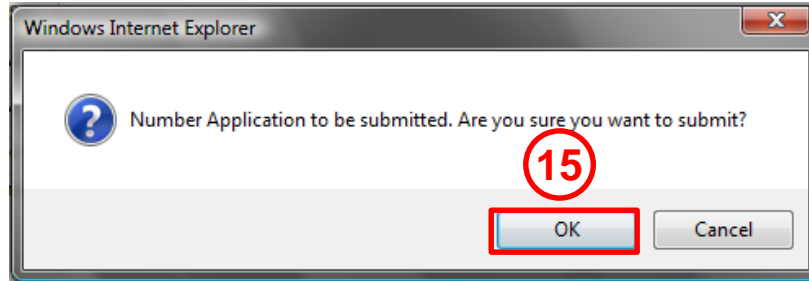 Windows Internet Explorer
Number Application to be submitted. Are you sure you want to submit?
15
OK
Cancel